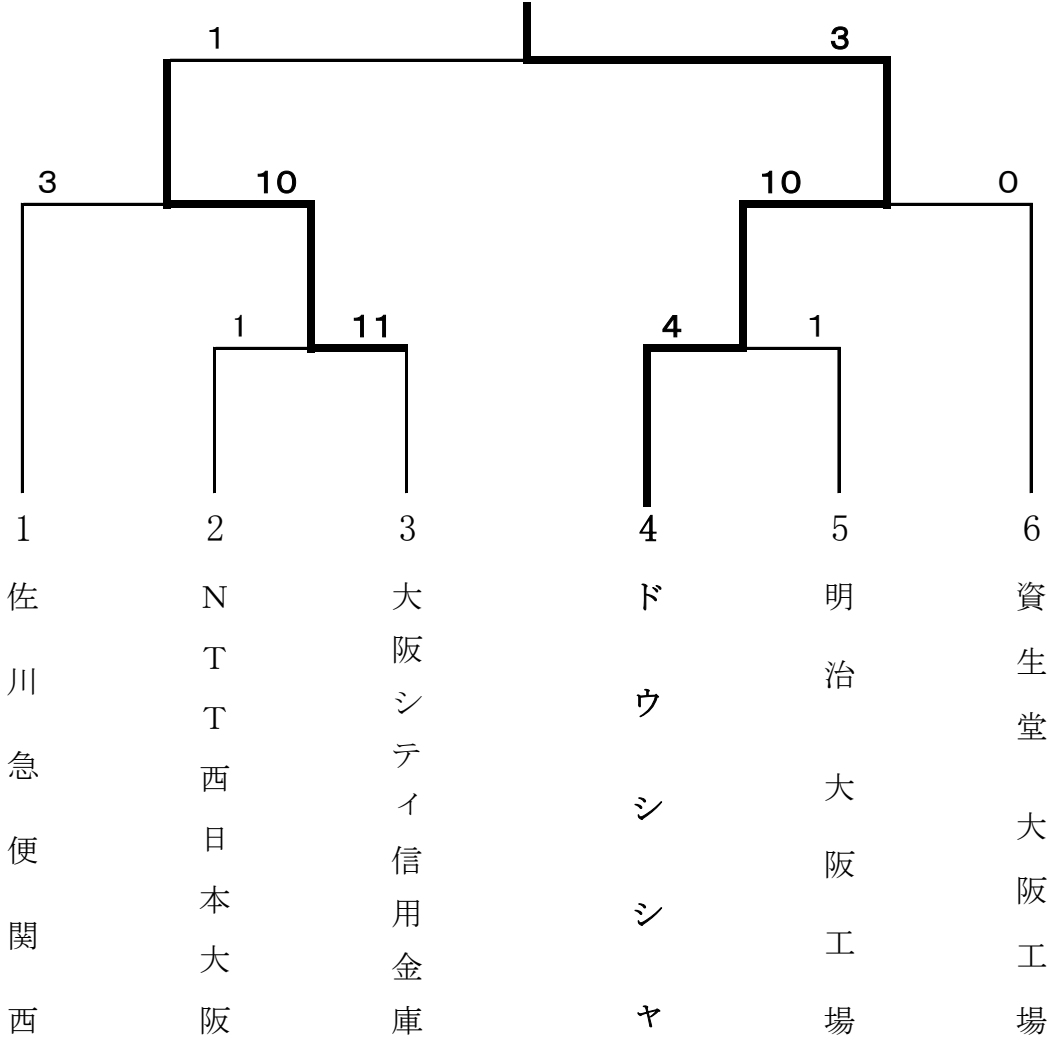 1 3
3 10 10 0
1 11 4 1
1 2 3 4 5 6
佐川急便関西
NTT西日本大阪
大阪シティ信用金庫
ドウシシャ
明治 大阪工場
資生堂 大阪工場